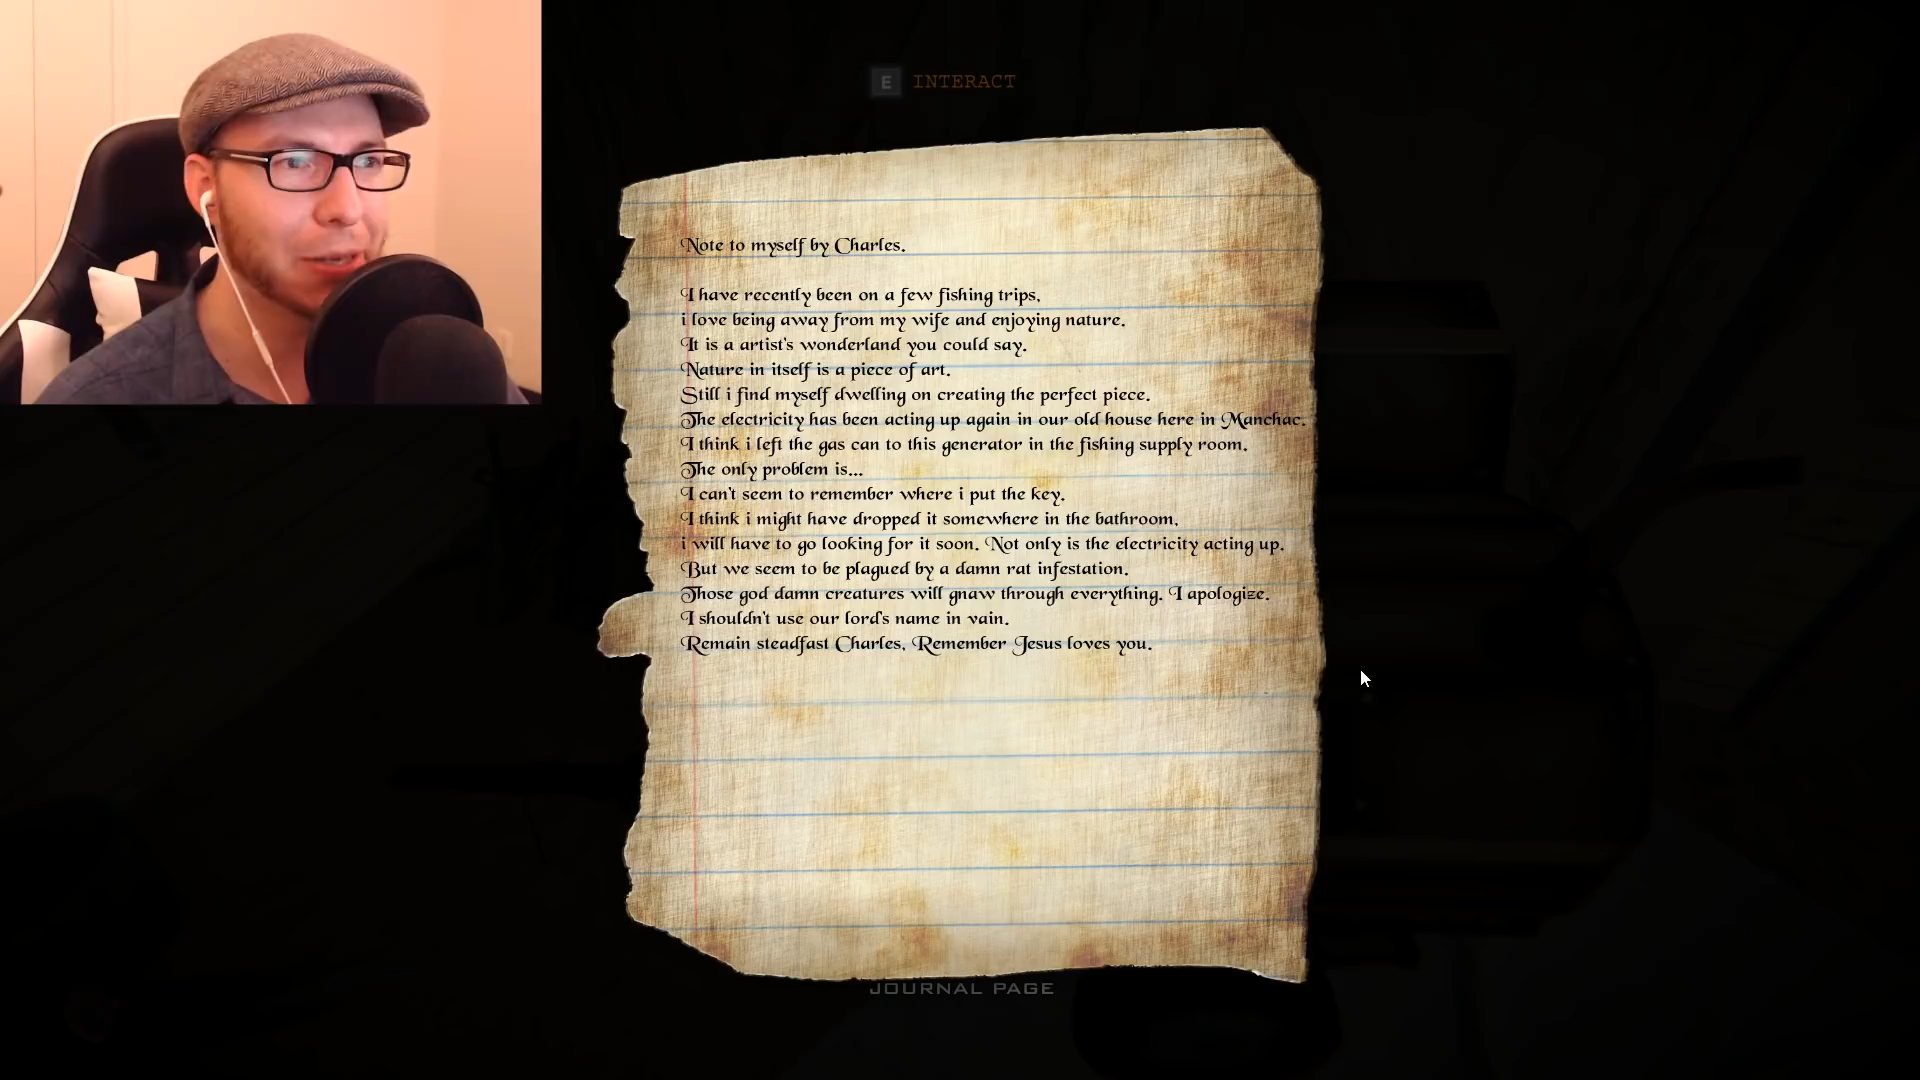 E INTERACT
Note to myself by Charles.
I have recently been on a few fishing trips,
i love being away from my wife and enjoying nature.
It is a artist's wonderland you could say.
Nature in itself is a piece of art.
Still i find myself dwelling on creating the perfect piece.
The electricity has been acting up again in our old house here in Manchac.
I think i left the gas can to this generator in the fishing supply room.
The only problem is...
I can't seem to remember where i put the key.
I think i might have dropped it somewhere in the bathroom,
i will have to go looking for it soon. Not only is the electricity acting up.
But we seem to be plagued by a damn rat infestation.
Those god damn creatures will gnaw through everything. I apologize.
I shouldn't use our lord's name in vain.
Remain steadfast Charles, Remember Jesus loves you.
JOURNAL PAGE